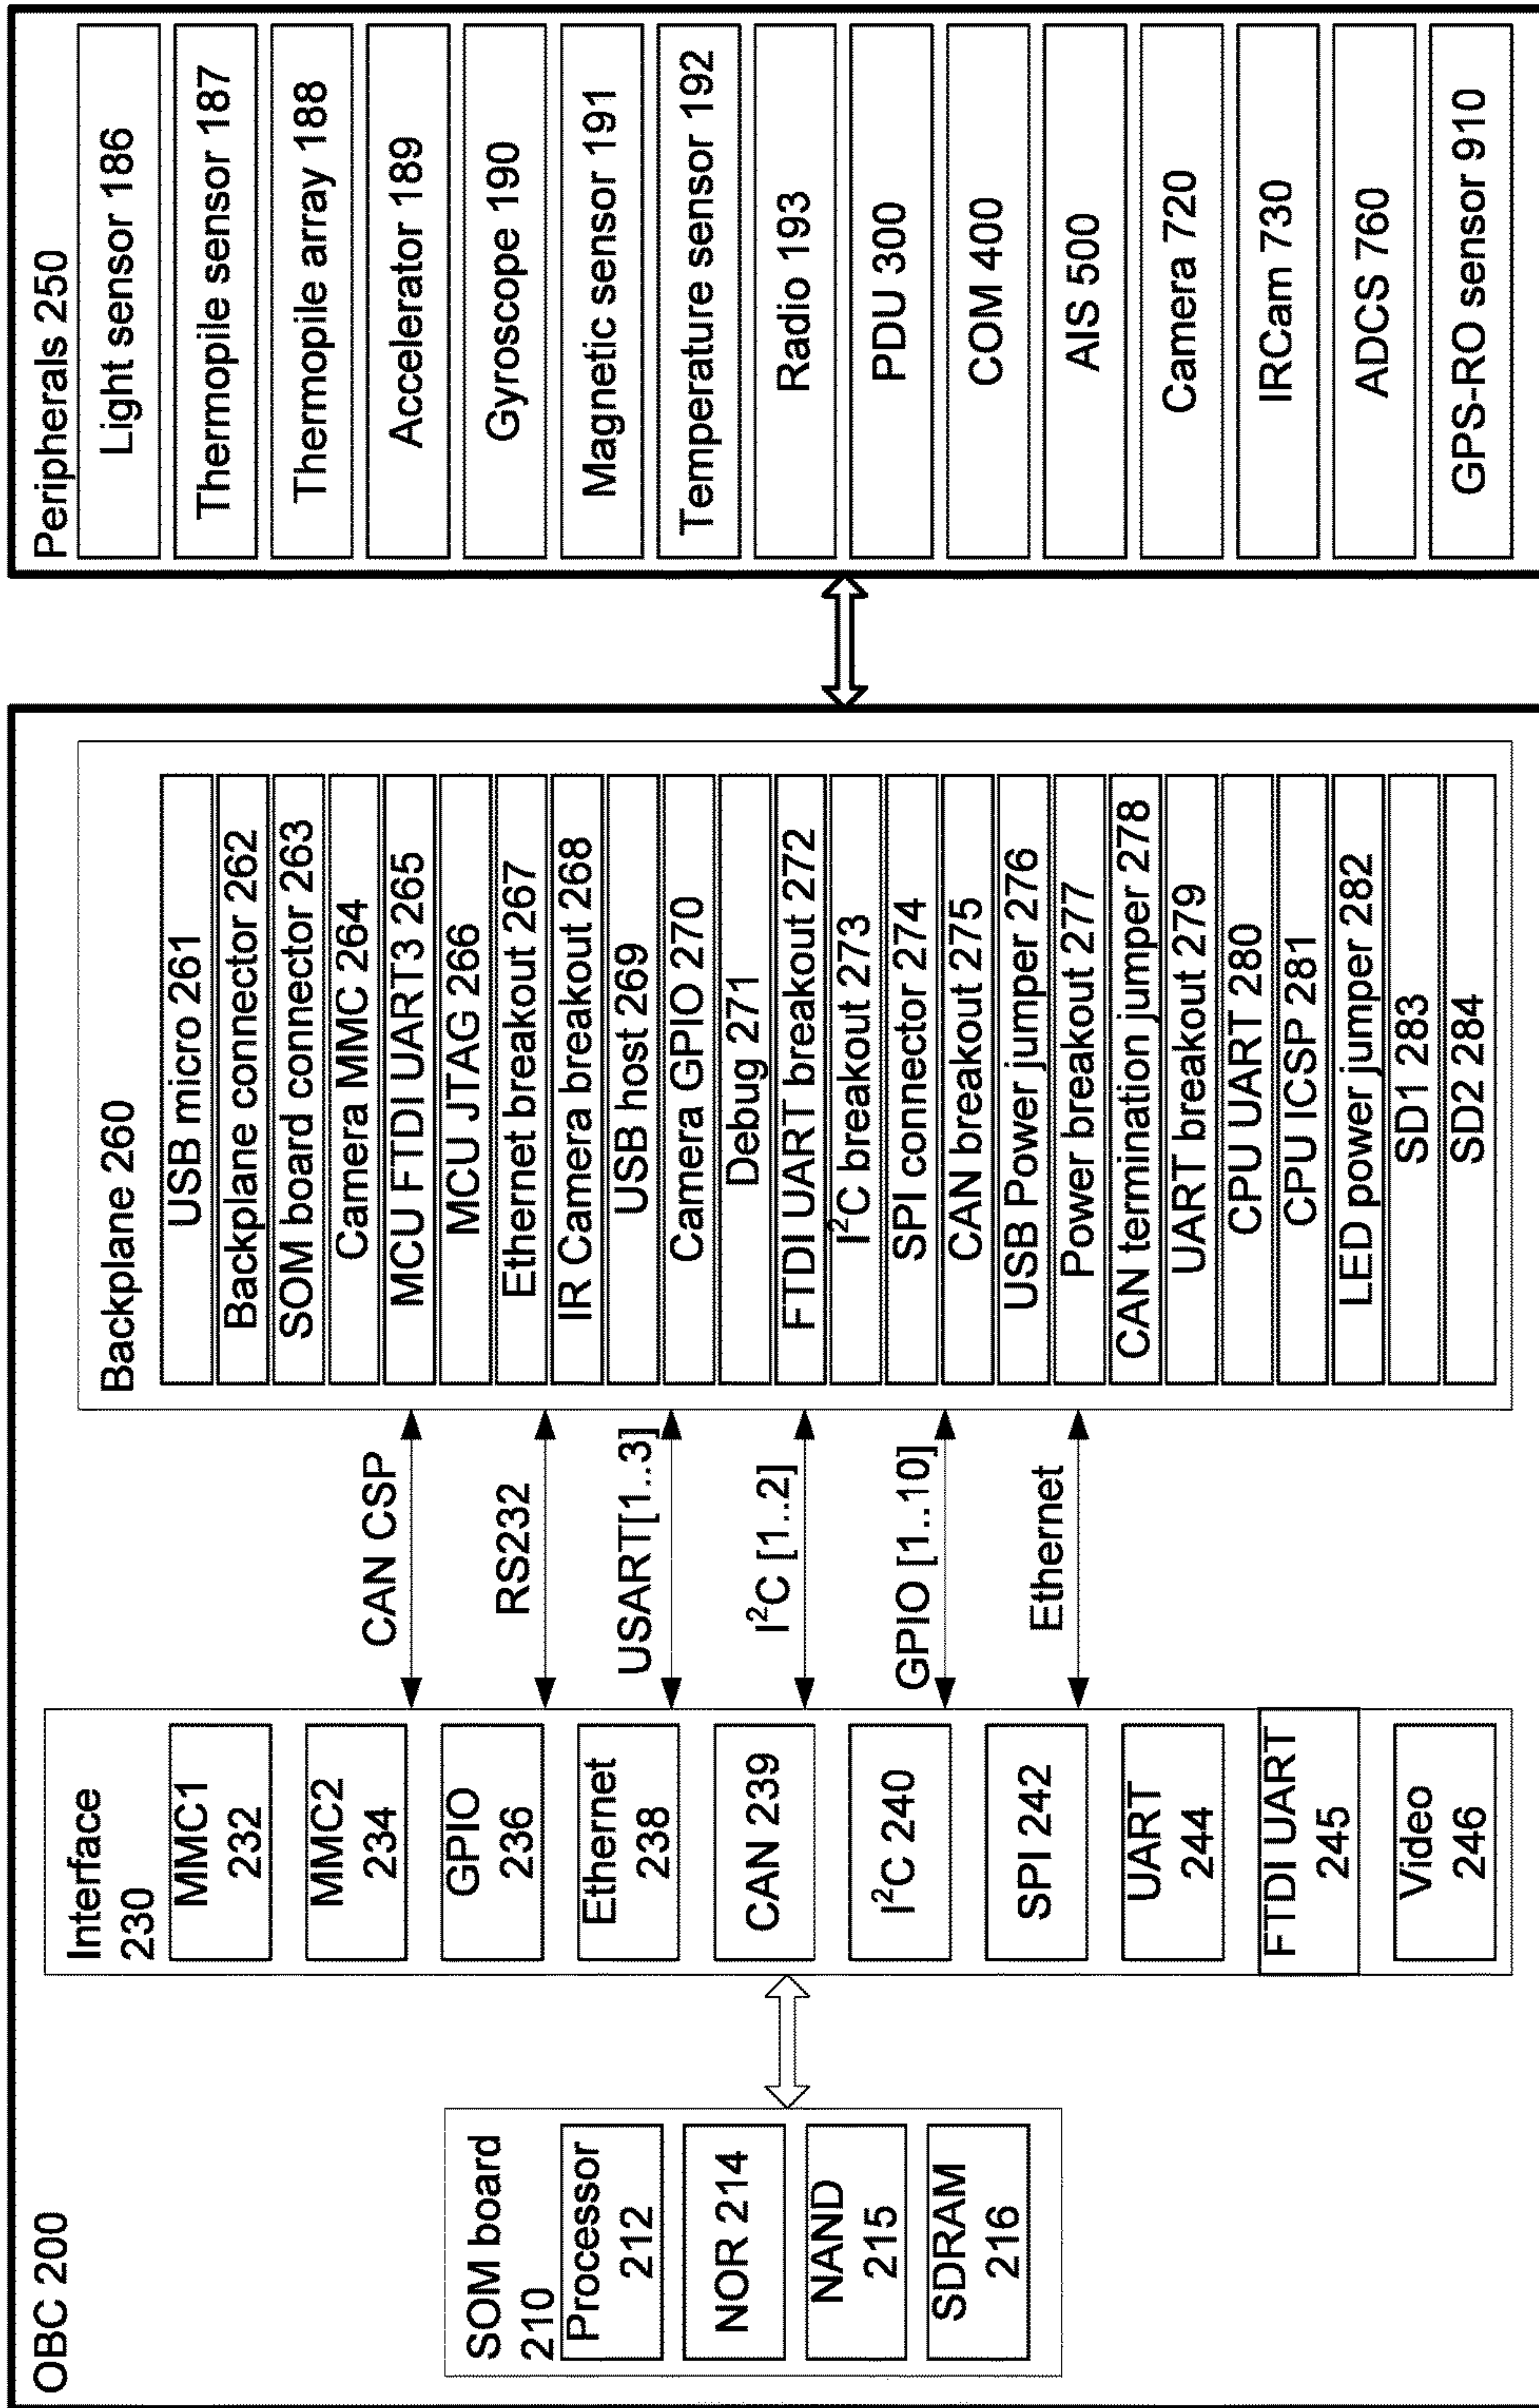 OBC 200
SOM board
210
Processor
212
NOR 214
NAND
215
SDRAM
216
Interface
230
MMC1
232
MMC2
234
GPIO
236
Ethernet
238
CAN 239
I²C 240
SPI 242
UART
244
FTDI UART
245
Video
246
CAN CSP
RS232
USART[1..3]
I²C [1..2]
GPIO [1..10]
Ethernet
Backplane 260
USB micro 261
Backplane connector 262
SOM board connector 263
Camera MMC 264
MCU FTDI UART3 265
MCU JTAG 266
Ethernet breakout 267
IR Camera breakout 268
USB host 269
Camera GPIO 270
Debug 271
FTDI UART breakout 272
I²C breakout 273
SPI connector 274
CAN breakout 275
USB Power jumper 276
Power breakout 277
CAN termination jumper 278
UART breakout 279
CPU UART 280
CPU ICSP 281
LED power jumper 282
SD1 283
SD2 284
Peripherals 250
Light sensor 186
Thermopile sensor 187
Thermopile array 188
Accelerator 189
Gyroscope 190
Magnetic sensor 191
Temperature sensor 192
Radio 193
PDU 300
COM 400
AIS 500
Camera 720
IRCam 730
ADCS 760
GPS-RO sensor 910